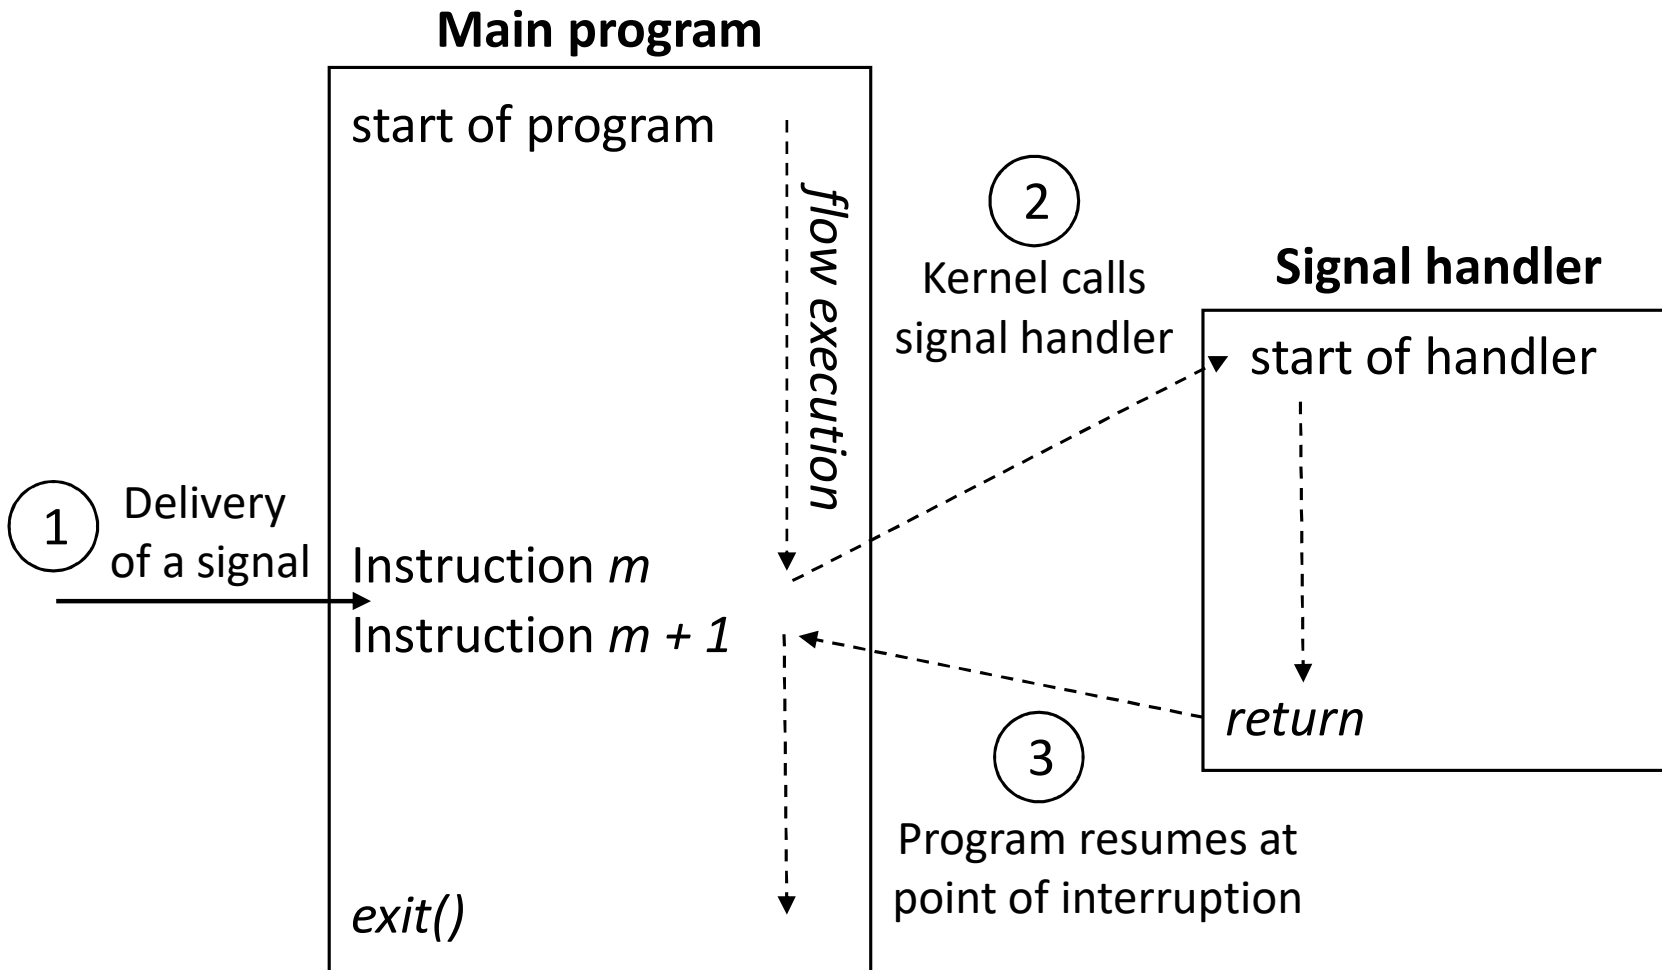 Main program
start of program
flow execution
2
Kernel calls
signal handler
Signal handler
start of handler
1
Delivery
of a signal
Instruction m
Instruction m + 1
return
3
Program resumes at
point of interruption
exit()